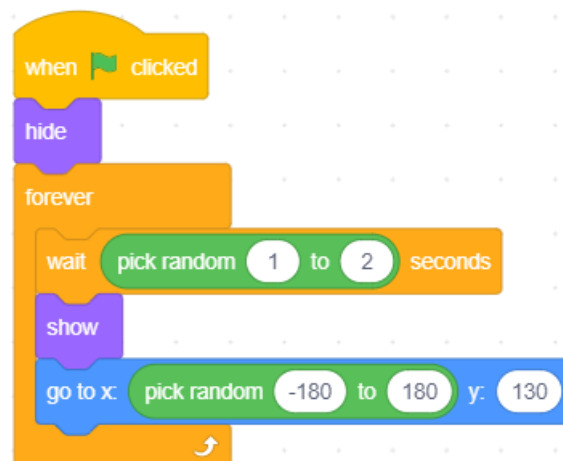 when clicked
hide
forever
wait pick random 1 to 2 seconds
show
go to x: pick random -180 to 180 y: 130